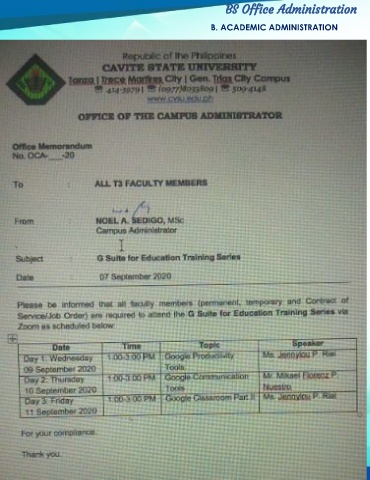 BS Office Administration
B. ACADEMIC ADMINISTRATION
Republic of the Philippines
CAVITE STATE UNIVERSITY
Tanza | Trece Martires City | Gen. Trias City Campus
☎ 414-3979 | ☎ (0977)8033809 | ☎ 509-4148
www.cvsu.edu.ph
OFFICE OF THE CAMPUS ADMINISTRATOR
Office Memorandum
No. OCA-___-20
To : ALL T3 FACULTY MEMBERS
From : NOEL A. SEDIGO, MSc
Campus Administrator
Subject : G Suite for Education Training Series
Date : 07 September 2020
Please be informed that all faculty members (permanent, temporary and Contract of
Service/Job Order) are required to attend the G Suite for Education Training Series via
Zoom as scheduled below:
Date Time Topic Speaker
Day 1. Wednesday 1:00-3:00 PM Google Productivity Ms. Jennylou P. Rial
09 September 2020 Tools
Day 2. Thursday 1:00-3:00 PM Google Communication Mr. Mikael Florenz P.
10 September 2020 Tools Nuestro
Day 3. Friday 1:00-3:00 PM Google Classroom Part II Ms. Jennylou P. Rial
11 September 2020
For your compliance.
Thank you.